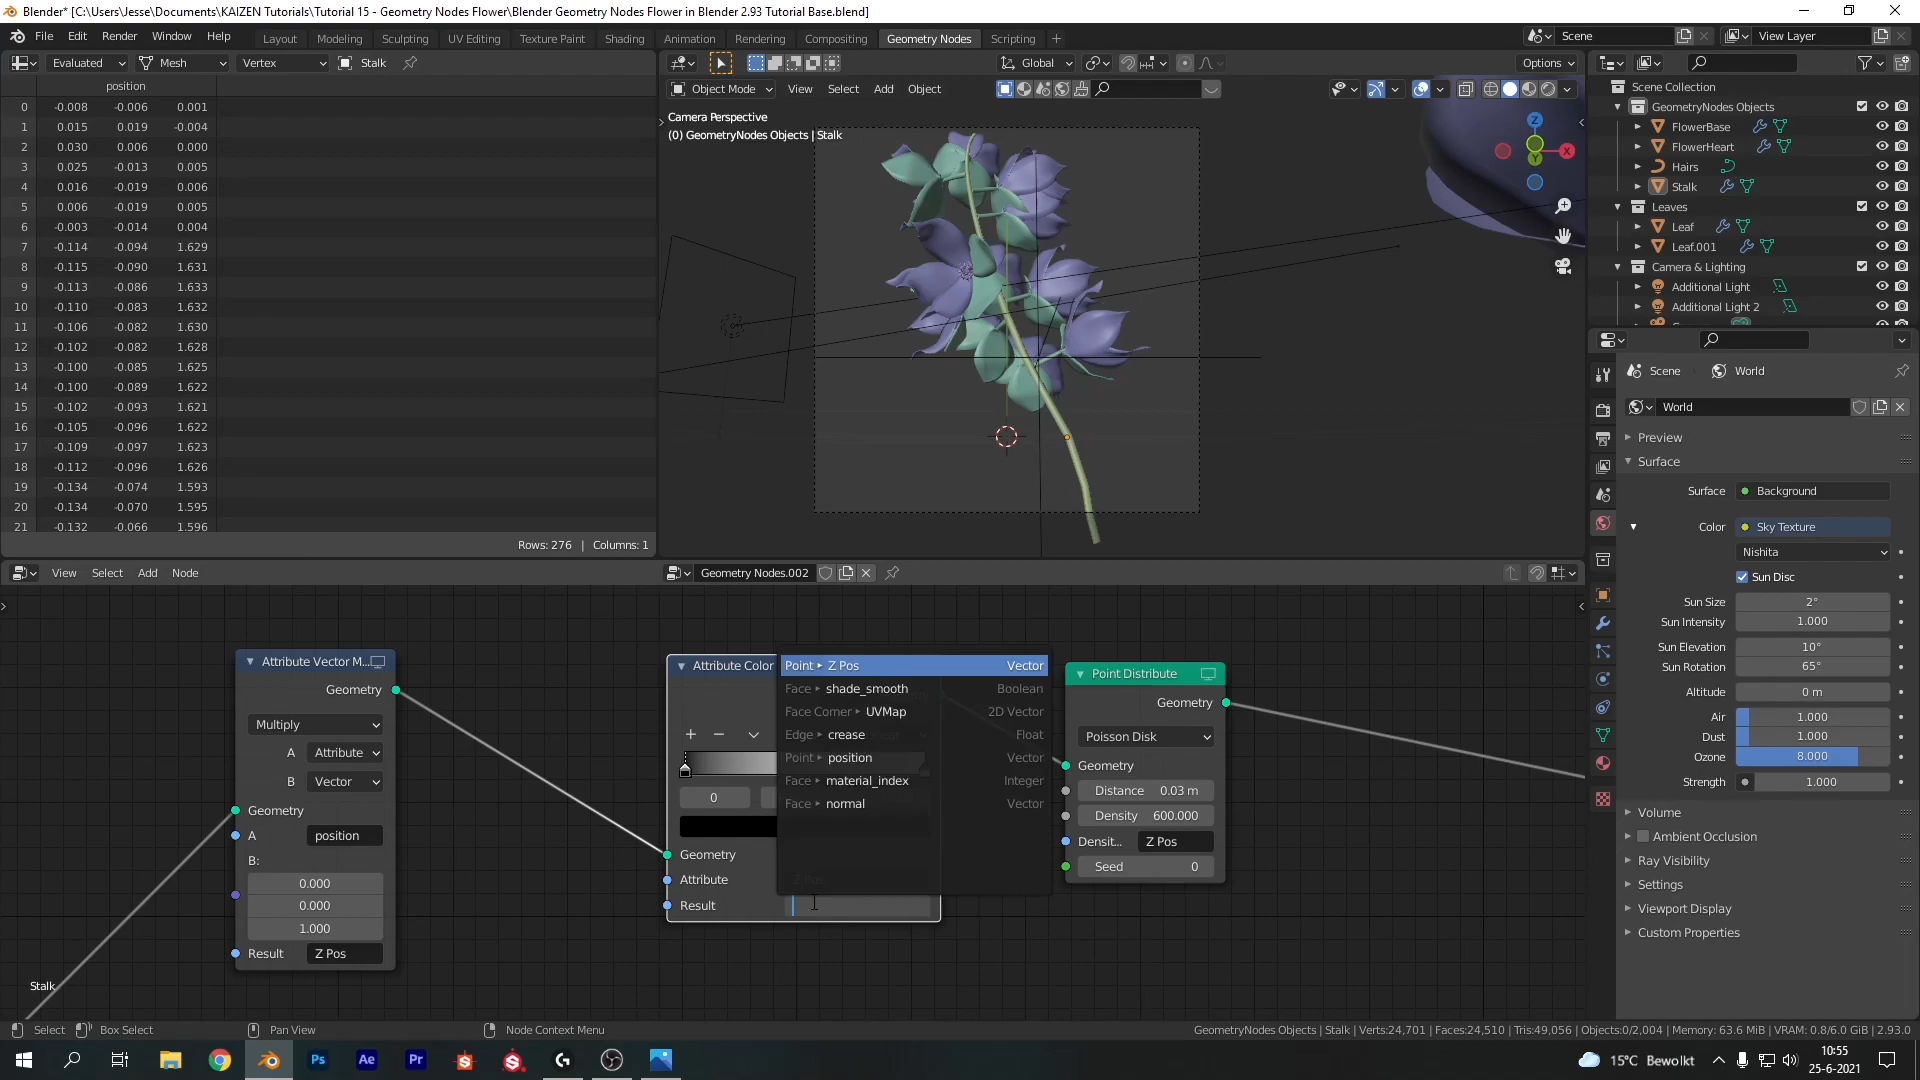 Blender* [C:\Users\Jesse\Documents\KAIZEN Tutorials\Tutorial 15 - Geometry Nodes Flower\Blender Geometry Nodes Flower in Blender 2.93 Tutorial Base.blend]
File Edit Render Window Help Layout Modeling Sculpting UV Editing Texture Paint Shading Animation Rendering Compositing Geometry Nodes Scripting + Scene View Layer
Evaluated Mesh Vertex Stalk
Global Options
Object Mode View Select Add Object
position
0 -0.008 -0.006 0.001
1 0.015 0.019 -0.004
2 0.030 0.006 0.000
3 0.025 -0.013 0.005
4 0.016 -0.019 0.006
5 0.006 -0.019 0.005
6 -0.003 -0.014 0.004
7 -0.114 -0.094 1.629
8 -0.115 -0.090 1.631
9 -0.113 -0.086 1.633
10 -0.110 -0.083 1.632
11 -0.106 -0.082 1.630
12 -0.102 -0.082 1.628
13 -0.100 -0.085 1.625
14 -0.100 -0.089 1.622
15 -0.102 -0.093 1.621
16 -0.105 -0.096 1.622
17 -0.109 -0.097 1.623
18 -0.112 -0.096 1.626
19 -0.134 -0.074 1.593
20 -0.134 -0.070 1.595
21 -0.132 -0.066 1.596
Rows: 276 | Columns: 1
Camera Perspective
(0) GeometryNodes Objects | Stalk
Z
X
Y
Scene Collection
GeometryNodes Objects
FlowerBase
FlowerHeart
Hairs
Stalk
Leaves
Leaf
Leaf.001
Camera & Lighting
Additional Light
Additional Light 2
Scene World
World
Preview
Surface
Surface Background
Color Sky Texture
Nishita
Sun Disc
Sun Size 2°
Sun Intensity 1.000
Sun Elevation 10°
Sun Rotation 65°
Altitude 0 m
Air 1.000
Dust 1.000
Ozone 8.000
Strength 1.000
Volume
Ambient Occlusion
Ray Visibility
Settings
Viewport Display
Custom Properties
View Select Add Node
Geometry Nodes.002
Attribute Vector M...
Geometry
Multiply
A Attribute
B Vector
Geometry
A position
B:
0.000
0.000
1.000
Result Z Pos
Attribute Color
0
Geometry
Attribute
Result
Point Z Pos Vector
Face shade_smooth Boolean
Face Corner UVMap 2D Vector
Edge crease Float
Point position Vector
Face material_index Integer
Face normal Vector
Point Distribute
Geometry
Poisson Disk
Geometry
Distance 0.03 m
Density 600.000
Densit... Z Pos
Seed 0
Stalk
Select Box Select Pan View Node Context Menu
GeometryNodes Objects | Stalk | Verts:24,701 | Faces:24,510 | Tris:49,056 | Objects:0/2,004 | Memory: 63.6 MiB | VRAM: 0.8/6.0 GiB | 2.93.0
Ps Ae Pr
15°C Bewolkt
10:55
25-6-2021